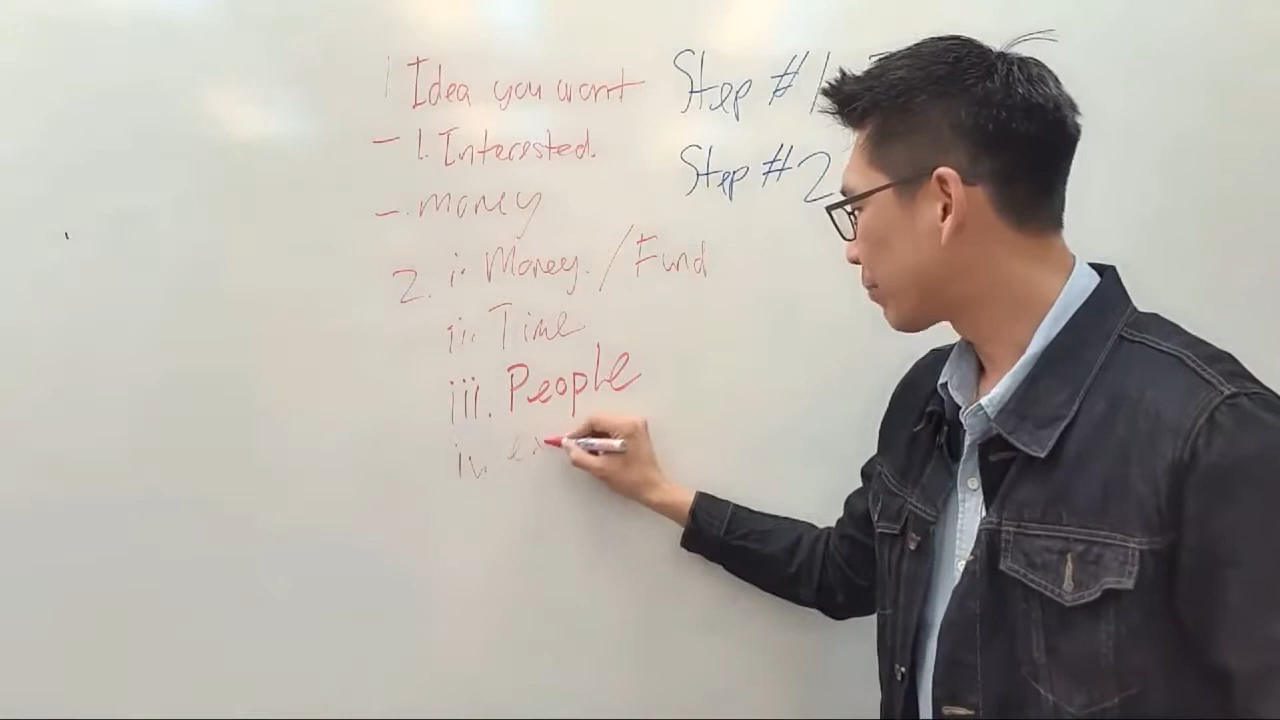 1 Idea you want
- 1. Interested.
- . money
2. i. Money. / Fund
ii. Time
iii. People
iv. ex
Step #1
Step #2